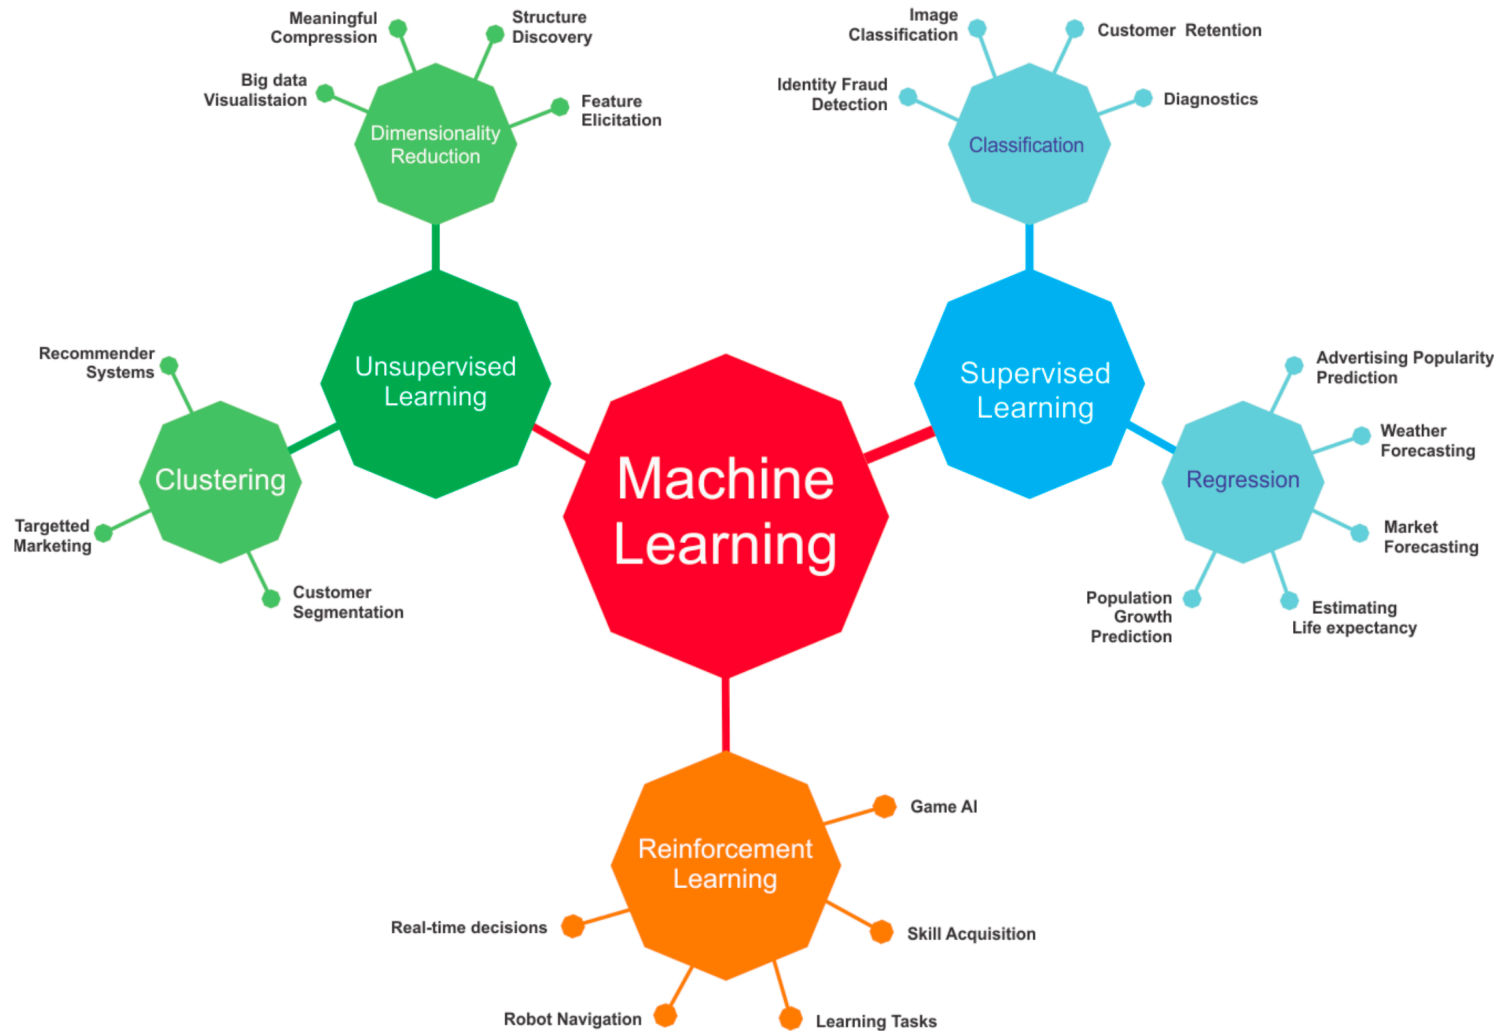 Meaningful
Compression
Structure
Discovery
Big data
Visualistaion
Feature
Elicitation
Dimensionality
Reduction
Image
Classification
Customer Retention
Identity Fraud
Detection
Diagnostics
Classification
Unsupervised
Learning
Supervised
Learning
Recommender
Systems
Clustering
Targetted
Marketing
Customer
Segmentation
Machine
Learning
Advertising Popularity
Prediction
Weather
Forecasting
Regression
Market
Forecasting
Population
Growth
Prediction
Estimating
Life expectancy
Reinforcement
Learning
Game AI
Real-time decisions
Skill Acquisition
Robot Navigation
Learning Tasks